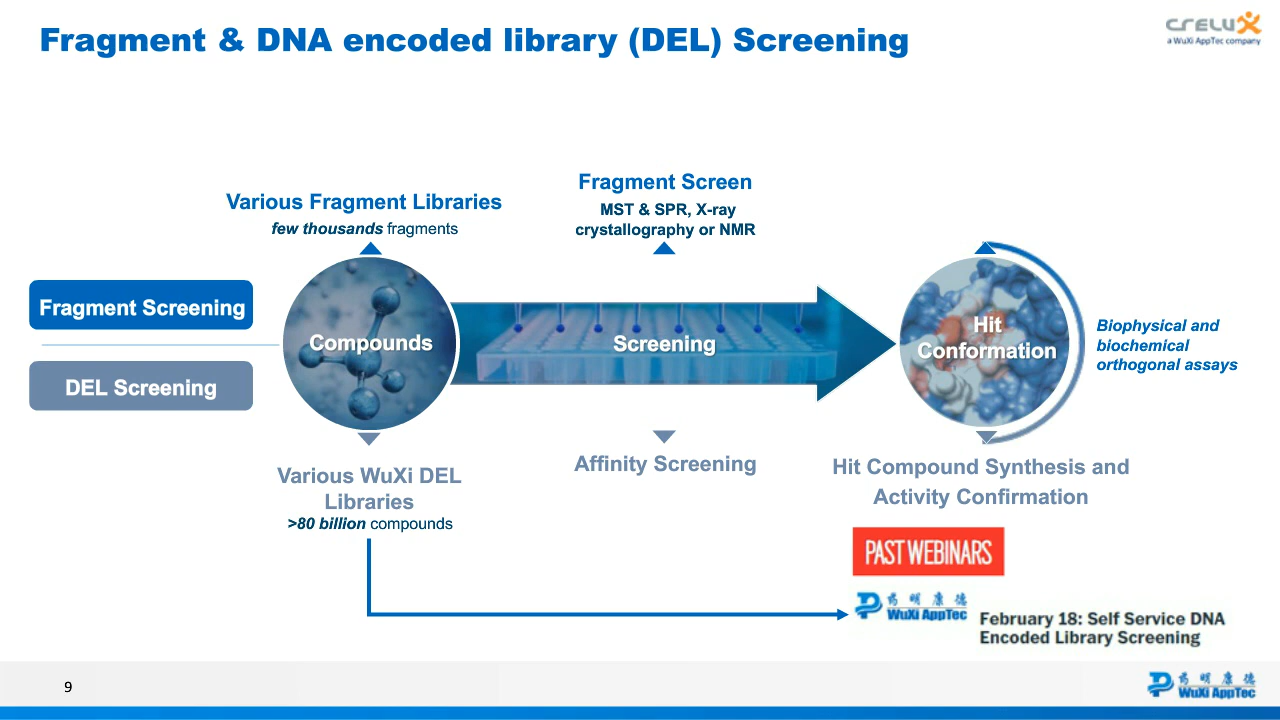 Fragment & DNA encoded library (DEL) Screening
CRELUX
a WuXi AppTec company
Various Fragment Libraries
few thousands fragments
Fragment Screen
MST & SPR, X-ray
crystallography or NMR
Fragment Screening
DEL Screening
Compounds
Screening
Hit
Conformation
Biophysical and
biochemical
orthogonal assays
Various WuXi DEL
Libraries
>80 billion compounds
Affinity Screening
Hit Compound Synthesis and
Activity Confirmation
PAST WEBINARS
药明康德
WuXi AppTec
February 18: Self Service DNA
Encoded Library Screening
9
药明康德
WuXi AppTec